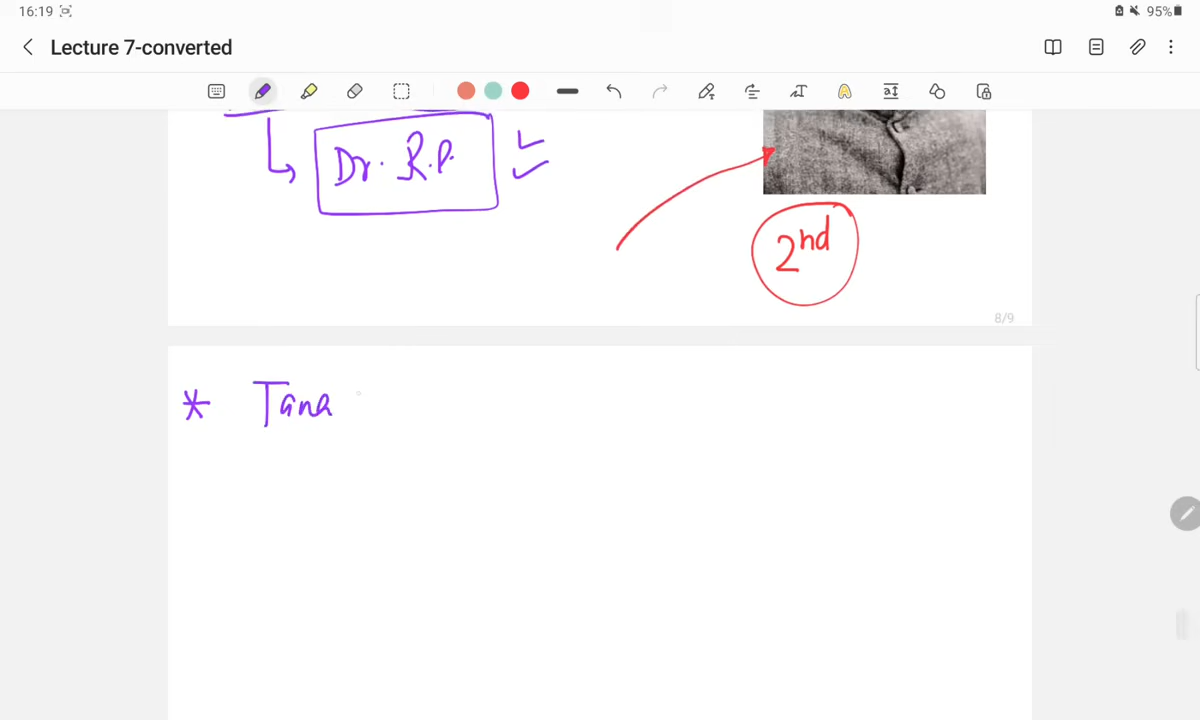 16:19 95%
Lecture 7-converted
Dr. R.P.
2nd
8/9
* Tana